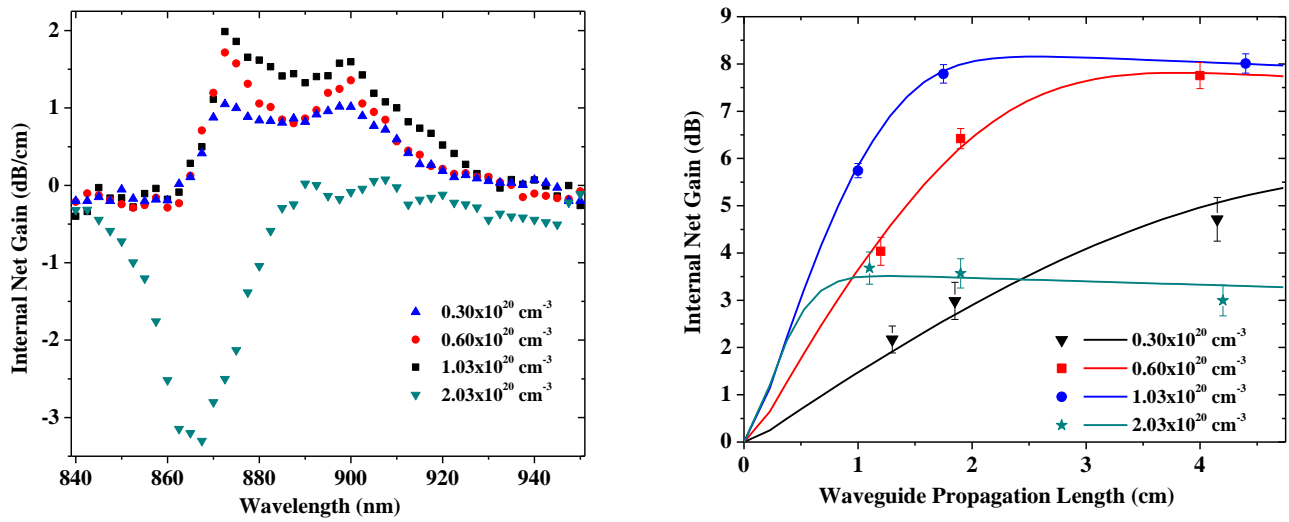 2
1
0
-1
-2
-3
840
860
880
900
920
940
Internal Net Gain (dB/cm)
Wavelength (nm)
0.30x10²⁰ cm⁻³
0.60x10²⁰ cm⁻³
1.03x10²⁰ cm⁻³
2.03x10²⁰ cm⁻³
9
8
7
6
5
4
3
2
1
0
0
1
2
3
4
Internal Net Gain (dB)
Waveguide Propagation Length (cm)
0.30x10²⁰ cm⁻³
0.60x10²⁰ cm⁻³
1.03x10²⁰ cm⁻³
2.03x10²⁰ cm⁻³